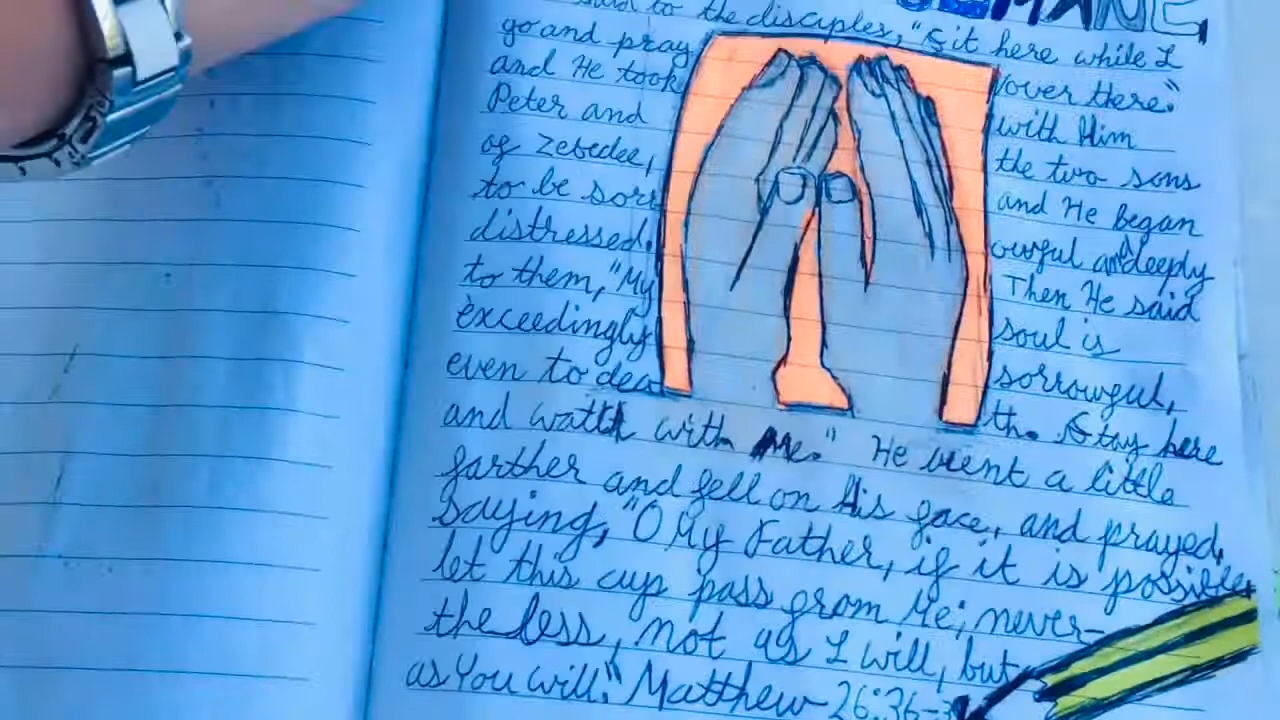 to the disciples, "Sit here while I
go and pray over there."
and He took with Him
Peter and the two sons
of Zebedee, and He began
to be sorrowful and deeply
distressed. Then He said
to them, "My soul is
exceedingly sorrowful,
even to death. Stay here
and watch with Me." He went a little
farther and fell on His face, and prayed,
saying, "O My Father, if it is possible,
let this cup pass from Me; never-
the less, not as I will, but
as You will." Matthew 26:36-3